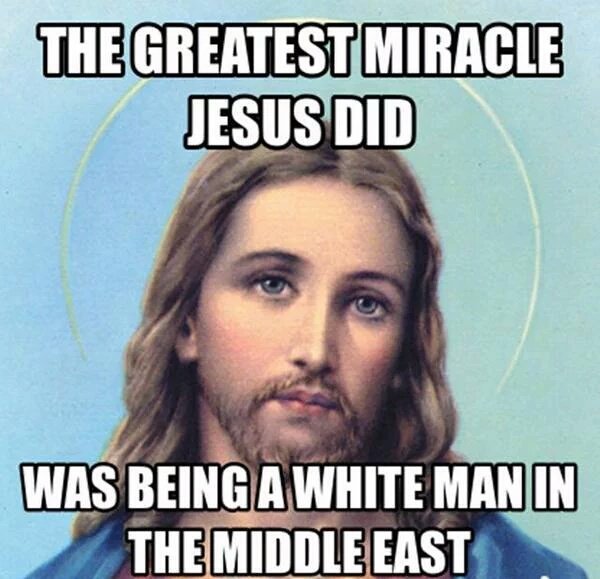 THE GREATEST MIRACLE
JESUS DID
WAS BEING A WHITE MAN IN
THE MIDDLE EAST